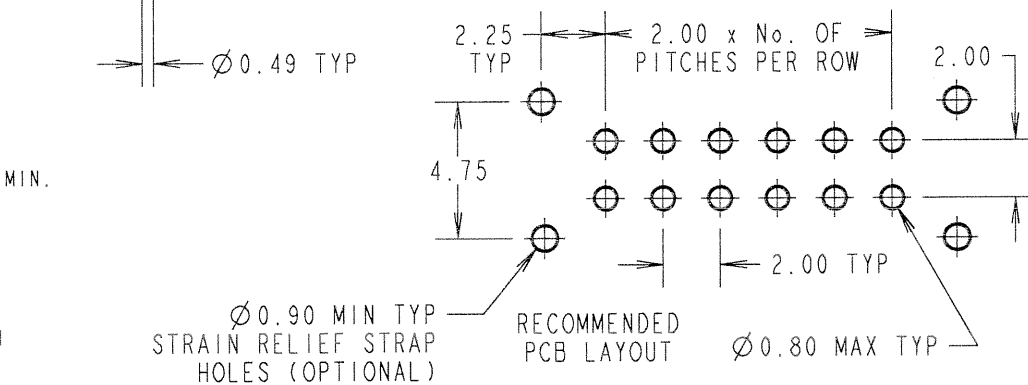 2.25
TYP
2.00 x No. OF
PITCHES PER ROW
2.00
Ø0.49 TYP
4.75
MIN.
2.00 TYP
Ø0.90 MIN TYP
STRAIN RELIEF STRAP
HOLES (OPTIONAL)
RECOMMENDED
PCB LAYOUT
Ø0.80 MAX TYP